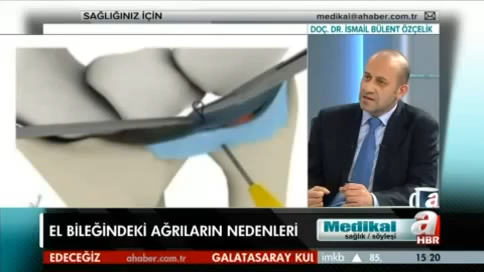 SAĞLIĞINIZ İÇİN
medikal@ahaber.com.tr
DOÇ. DR. İSMAİL BÜLENT ÖZÇELİK
EL BİLEĞİNDEKİ AĞRILARIN NEDENLERİ
Medikal
sağlık / söyleşi
a
HBR
EDECEĞİZ
ahaber.com.tr
GALATASARAY KUL
imkb ▲ 85.
15:20